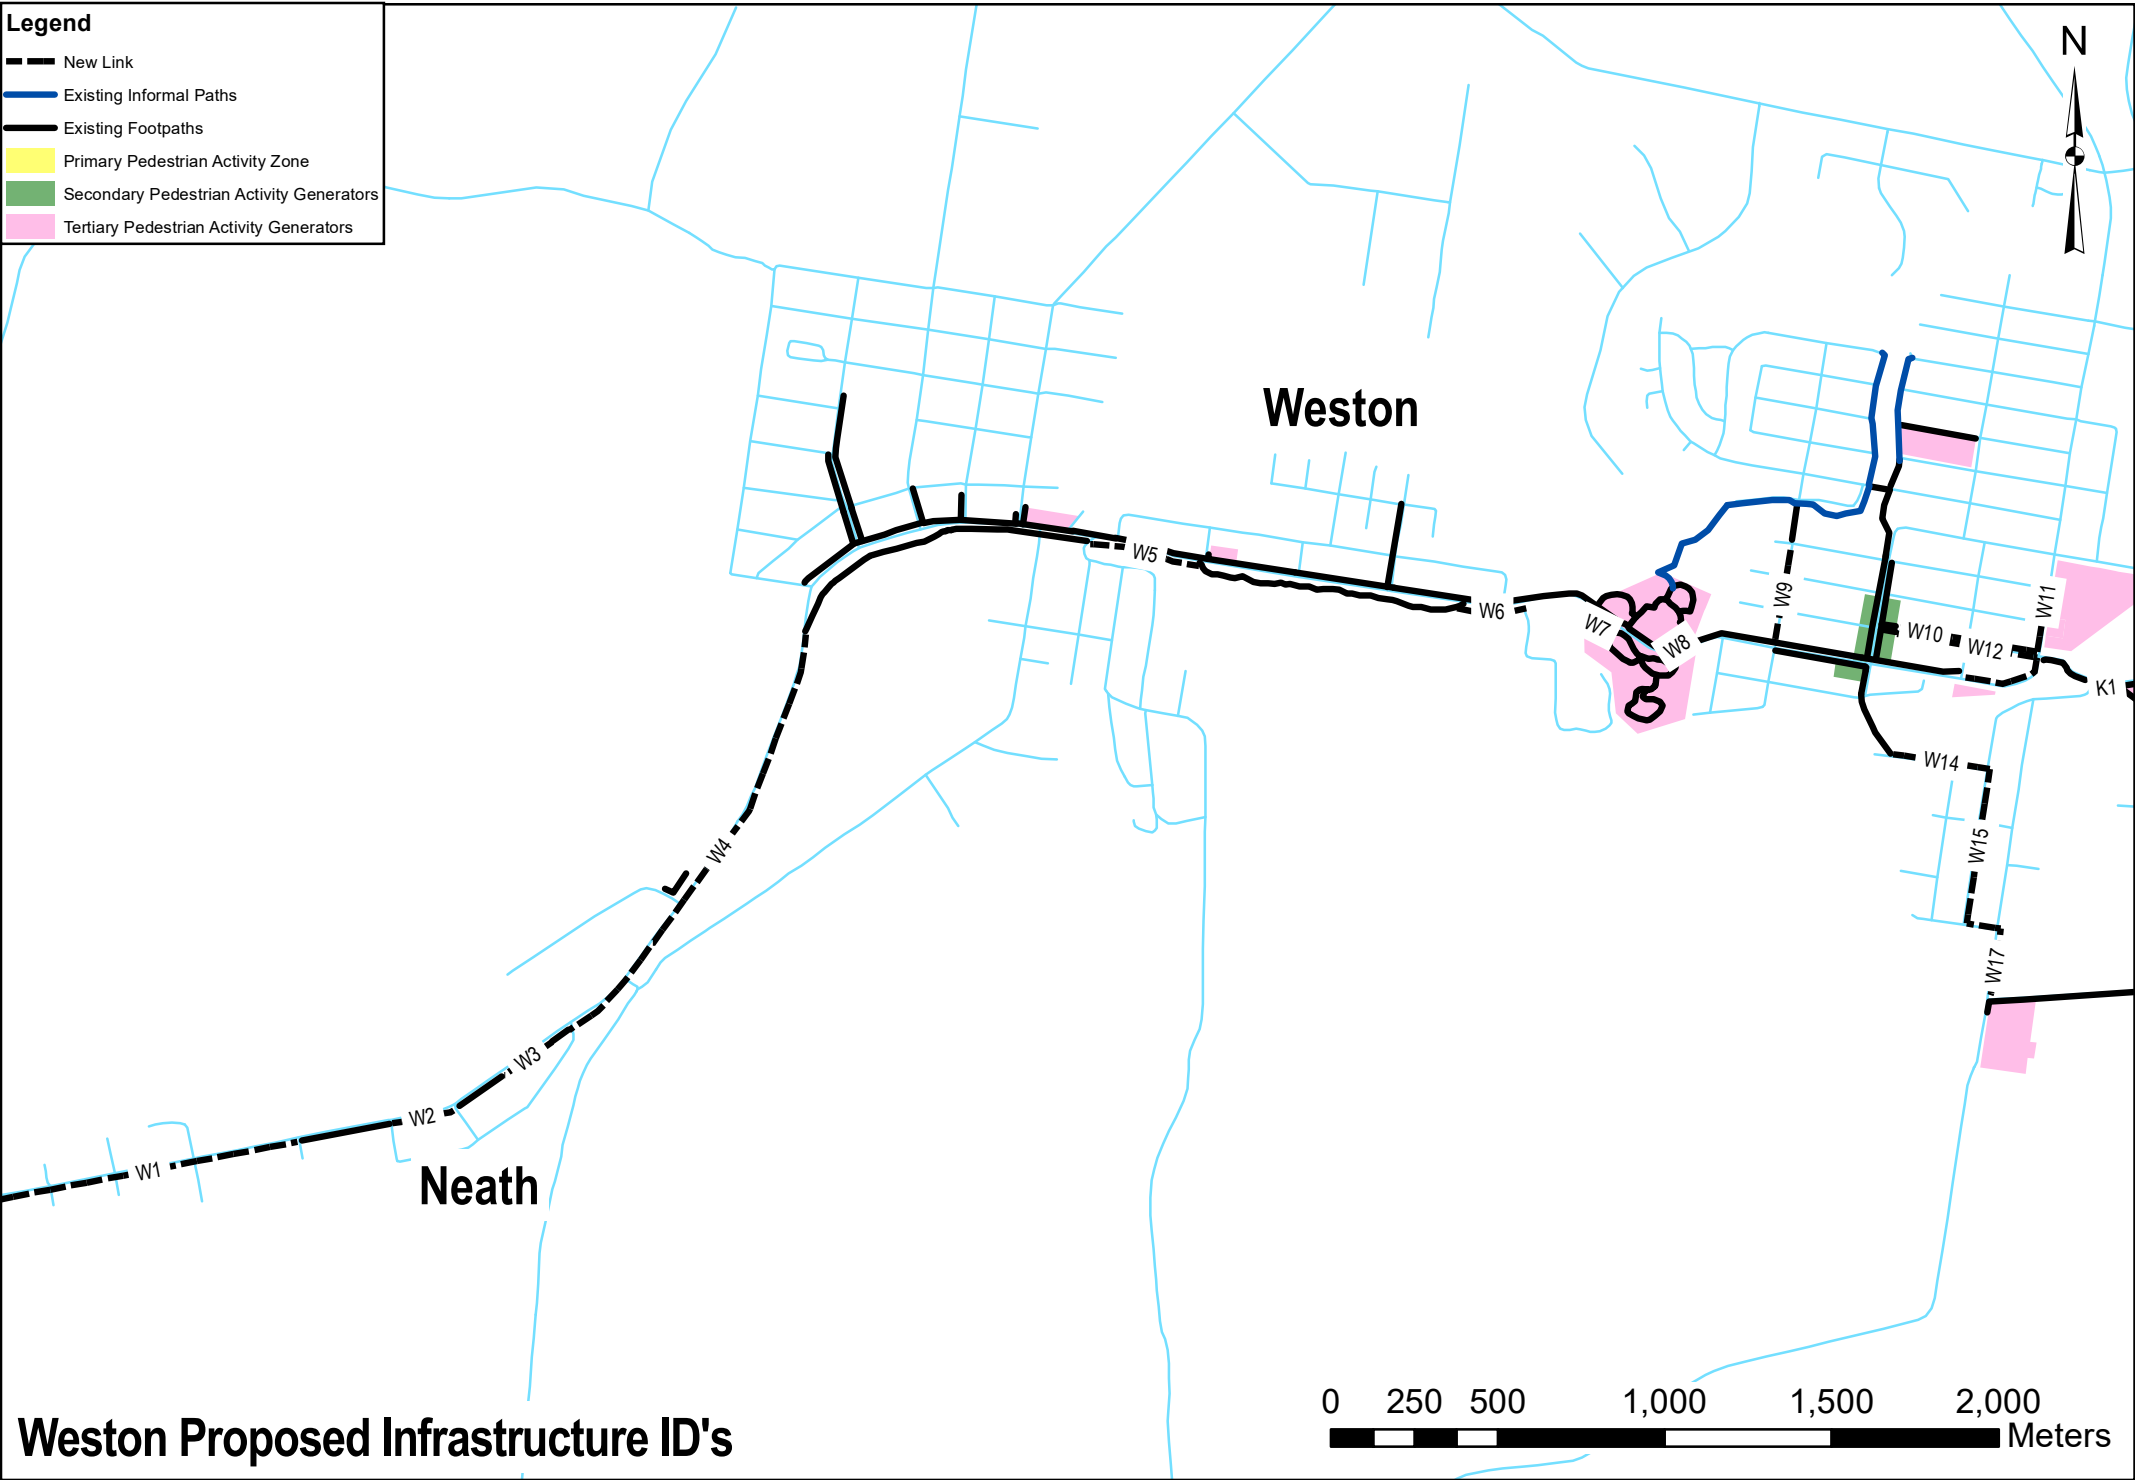 Legend
New Link
Existing Informal Paths
Existing Footpaths
Primary Pedestrian Activity Zone
Secondary Pedestrian Activity Generators
Tertiary Pedestrian Activity Generators
N
Weston
W5
W6
W7
W8
W9
W10
W11
W12
K1
W14
W15
W17
W4
W3
W2
W1
Neath
Weston Proposed Infrastructure ID's
0 250 500 1,000 1,500 2,000
Meters